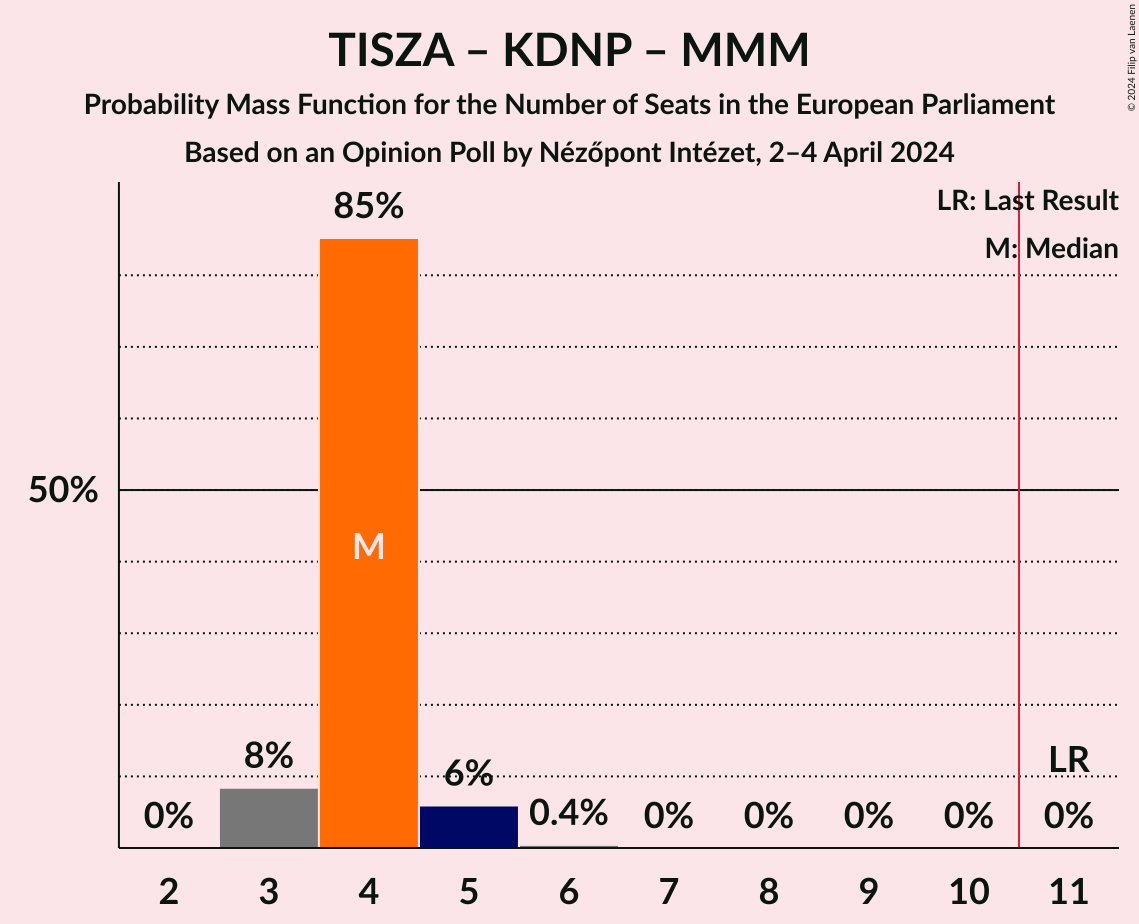 TISZA – KDNP – MMM
Probability Mass Function for the Number of Seats in the European Parliament
Based on an Opinion Poll by Nézőpont Intézet, 2–4 April 2024
© 2024 Filip van Laenen
LR: Last Result
M: Median
85%
50%
M
8%
6%
LR
0%
0.4%
0%
0%
0%
0%
0%
2 3 4 5 6 7 8 9 10 11